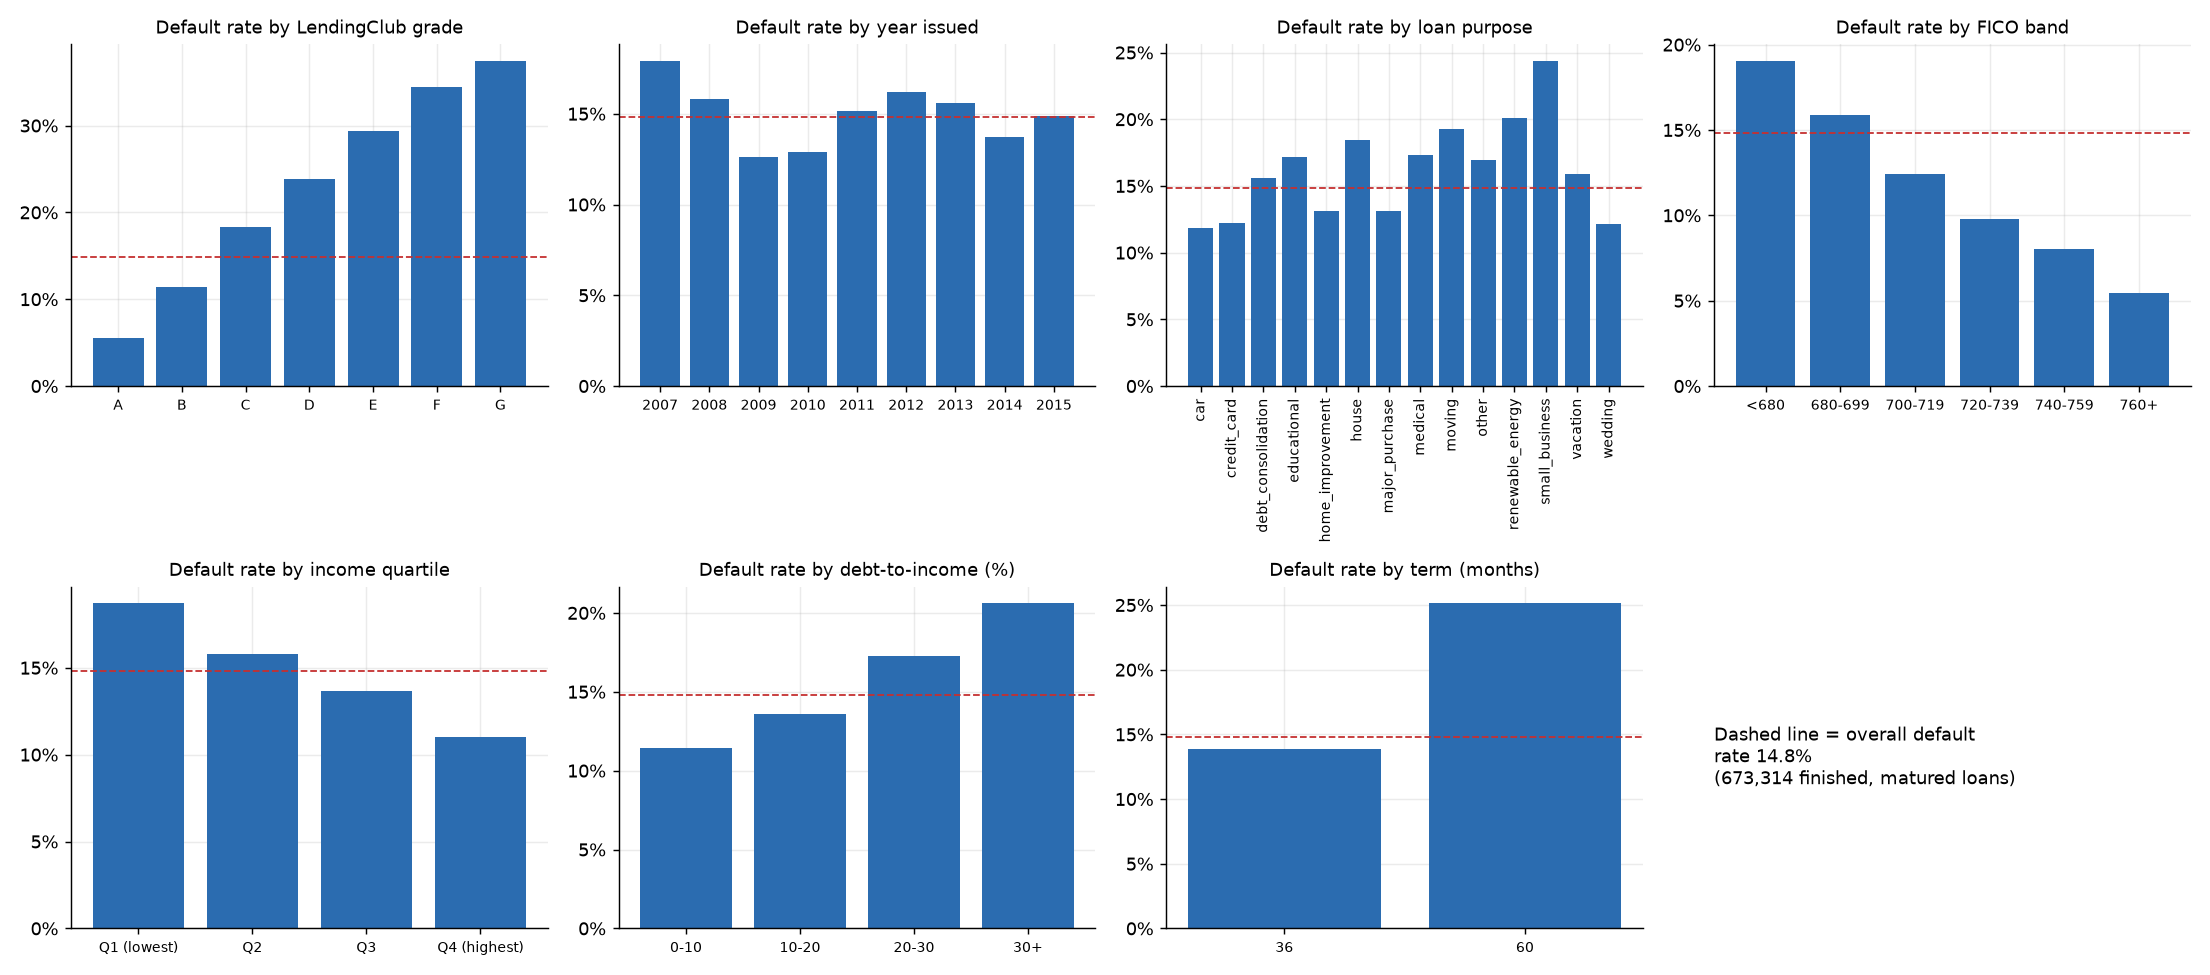 Default rate by LendingClub grade
30%
20%
10%
0%
A B C D E F G
Default rate by year issued
15%
10%
5%
0%
2007 2008 2009 2010 2011 2012 2013 2014 2015
Default rate by loan purpose
25%
20%
15%
10%
5%
0%
car
credit_card
debt_consolidation
educational
home_improvement
house
major_purchase
medical
moving
other
renewable_energy
small_business
vacation
wedding
Default rate by FICO band
20%
15%
10%
5%
0%
<680 680-699 700-719 720-739 740-759 760+
Default rate by income quartile
15%
10%
5%
0%
Q1 (lowest) Q2 Q3 Q4 (highest)
Default rate by debt-to-income (%)
20%
15%
10%
5%
0%
0-10 10-20 20-30 30+
Default rate by term (months)
25%
20%
15%
10%
5%
0%
36 60
Dashed line = overall default
rate 14.8%
(673,314 finished, matured loans)